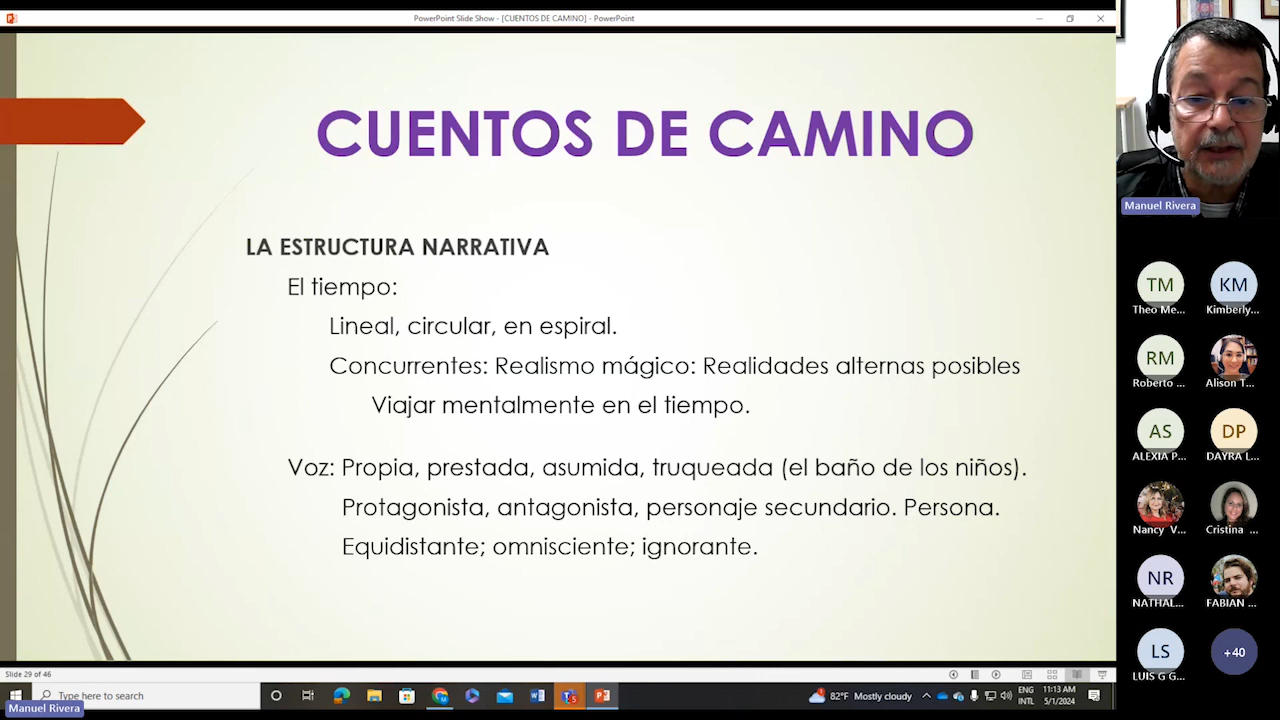 PowerPoint Slide Show - [CUENTOS DE CAMINO] - PowerPoint
CUENTOS DE CAMINO
LA ESTRUCTURA NARRATIVA
El tiempo:
Lineal, circular, en espiral.
Concurrentes: Realismo mágico: Realidades alternas posibles
Viajar mentalmente en el tiempo.
Voz: Propia, prestada, asumida, truqueada (el baño de los niños).
Protagonista, antagonista, personaje secundario. Persona.
Equidistante; omnisciente; ignorante.
Slide 29 of 46
Type here to search
82°F Mostly cloudy
ENG
INTL
11:13 AM
5/1/2024
Manuel Rivera
Manuel Rivera
TM
Theo Me...
KM
Kimberly...
RM
Roberto ...
Alison T...
AS
ALEXIA P...
DP
DAYRA L...
Nancy V...
Cristina ...
NR
NATHAL...
FABIAN ...
LS
LUIS G G...
+40